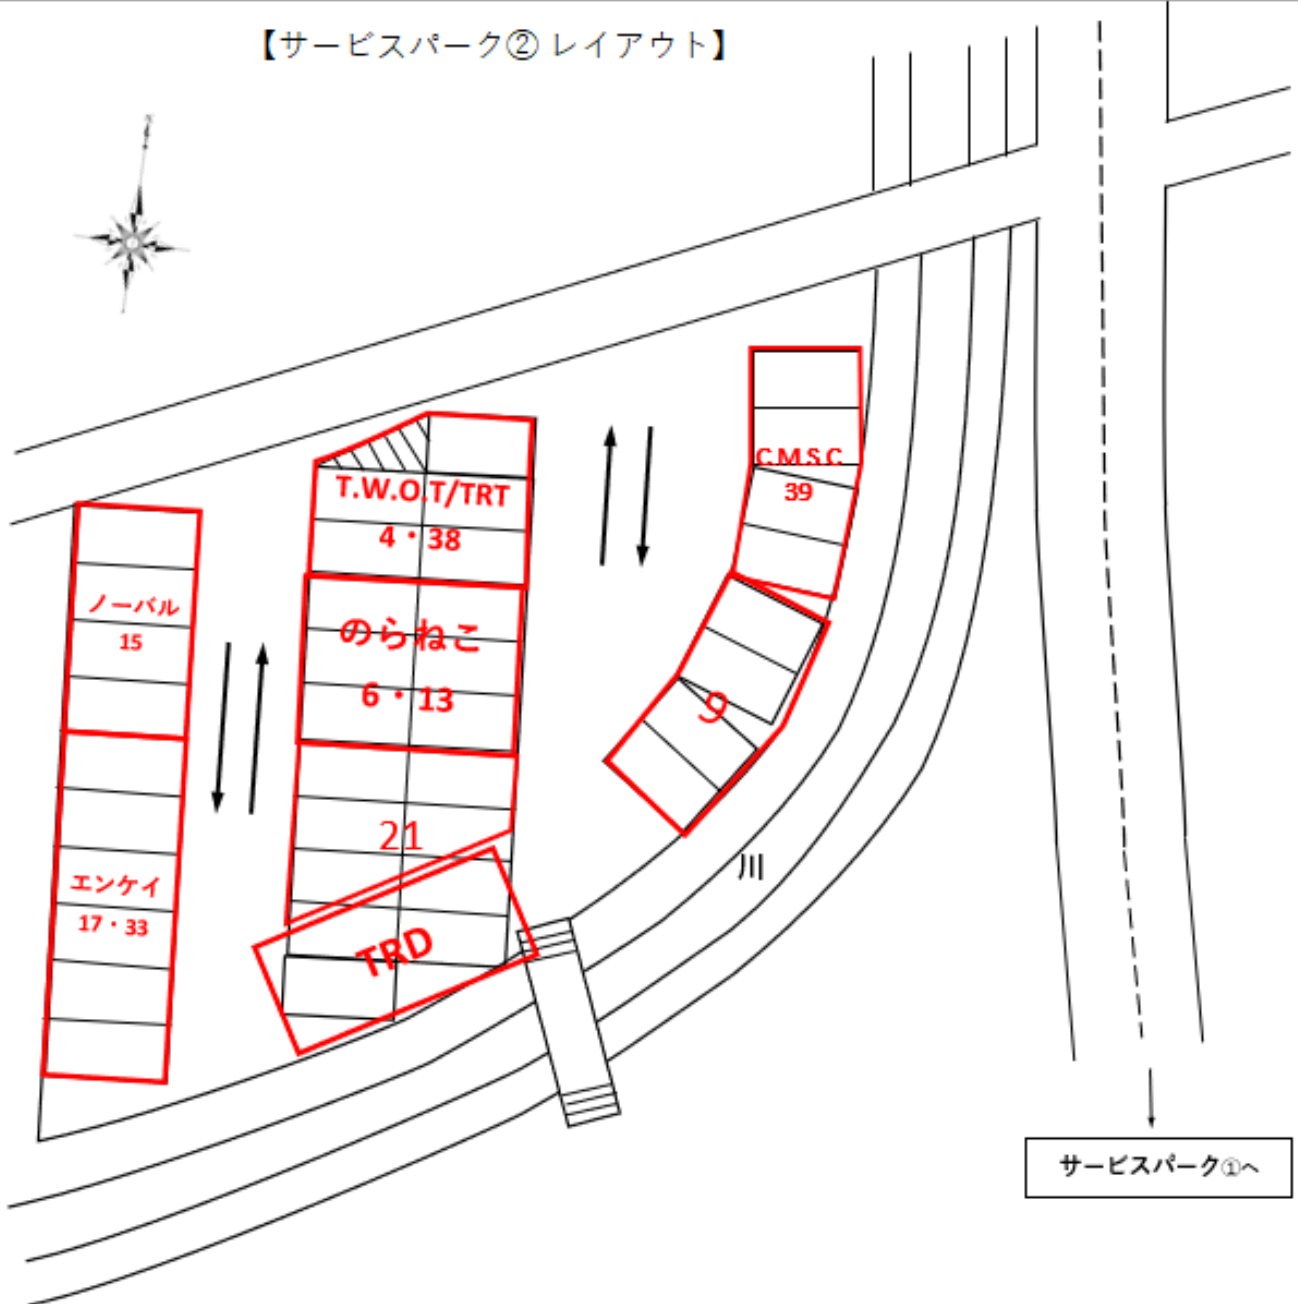 【サービスパーク② レイアウト】
C.M.S.C
39
T.W.O.T/TRT
4・38
ノーバル
15
のらねこ
6・13
9
21
川
エンケイ
17・33
TRD
サービスパーク①へ